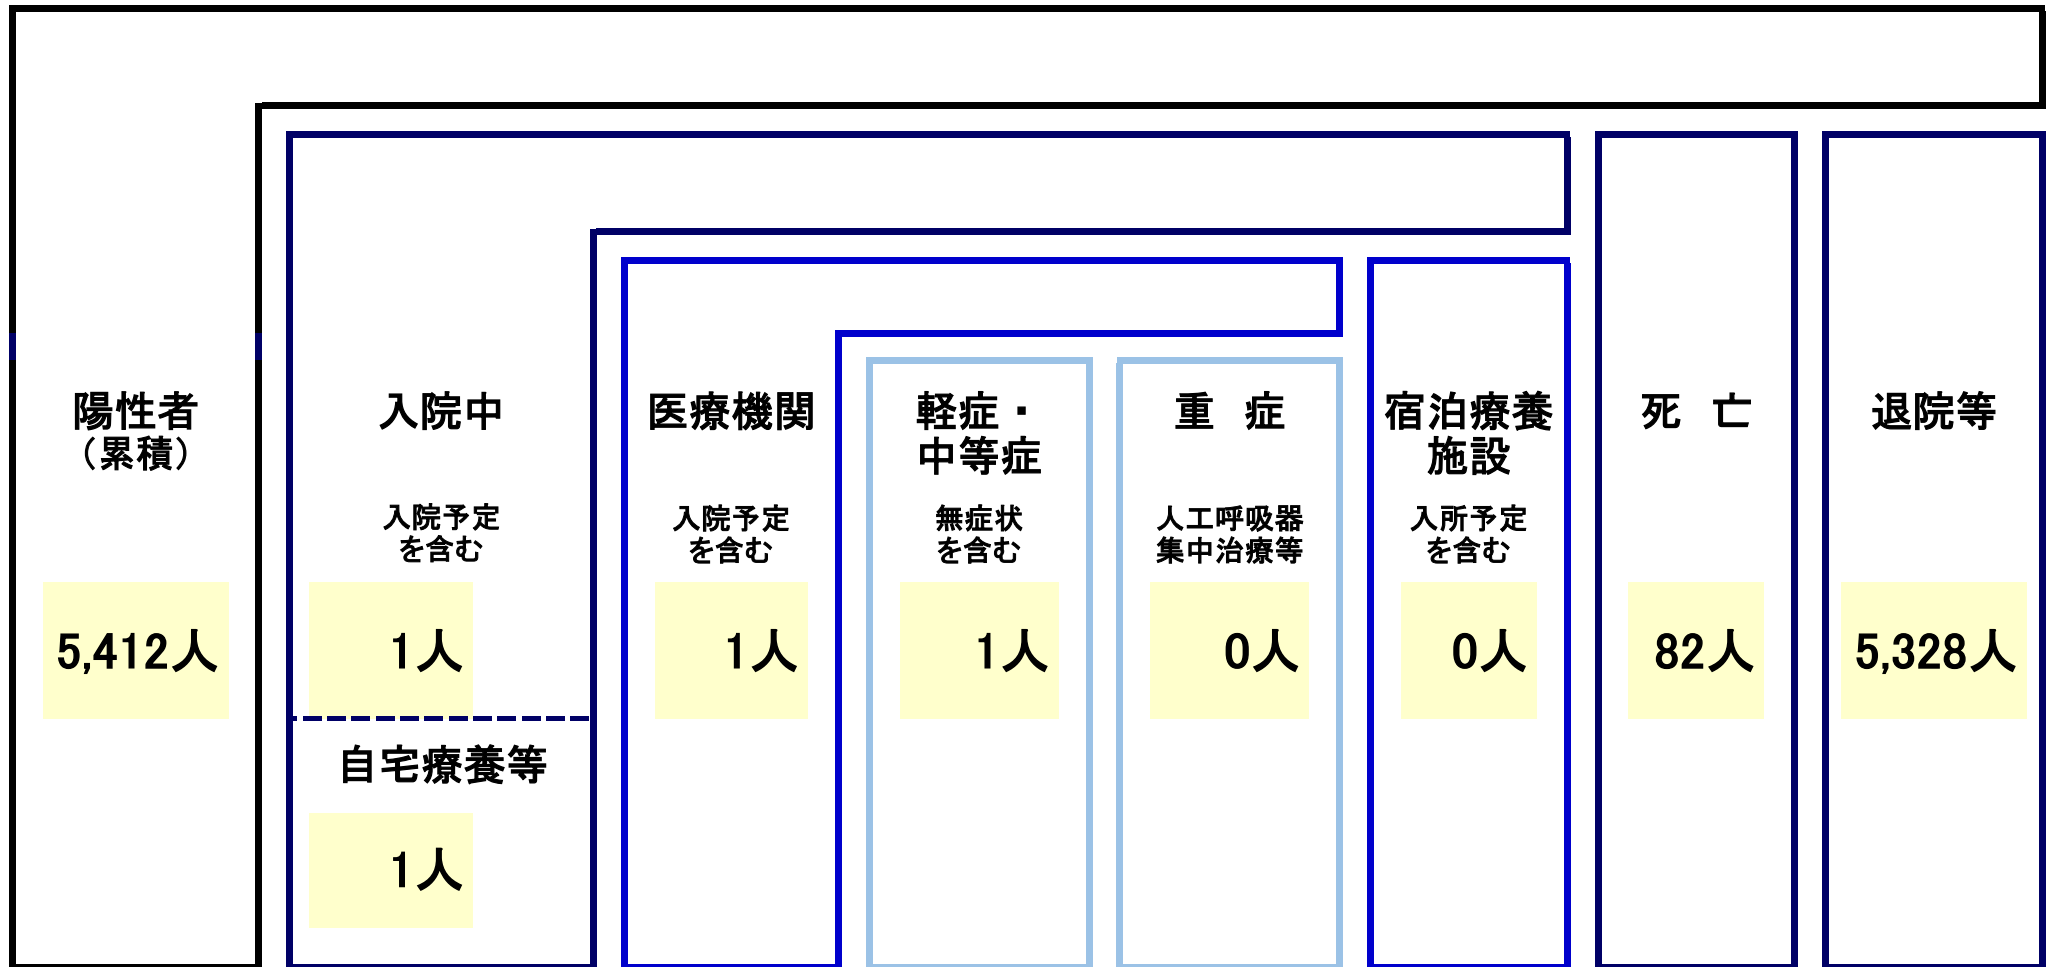 陽性者
（累積）
5,412人
入院中
入院予定
を含む
1人
自宅療養等
1人
医療機関
入院予定
を含む
1人
軽症・
中等症
無症状
を含む
1人
重　症
人工呼吸器
集中治療等
0人
宿泊療養
施設
入所予定
を含む
0人
死　亡
82人
退院等
5,328人